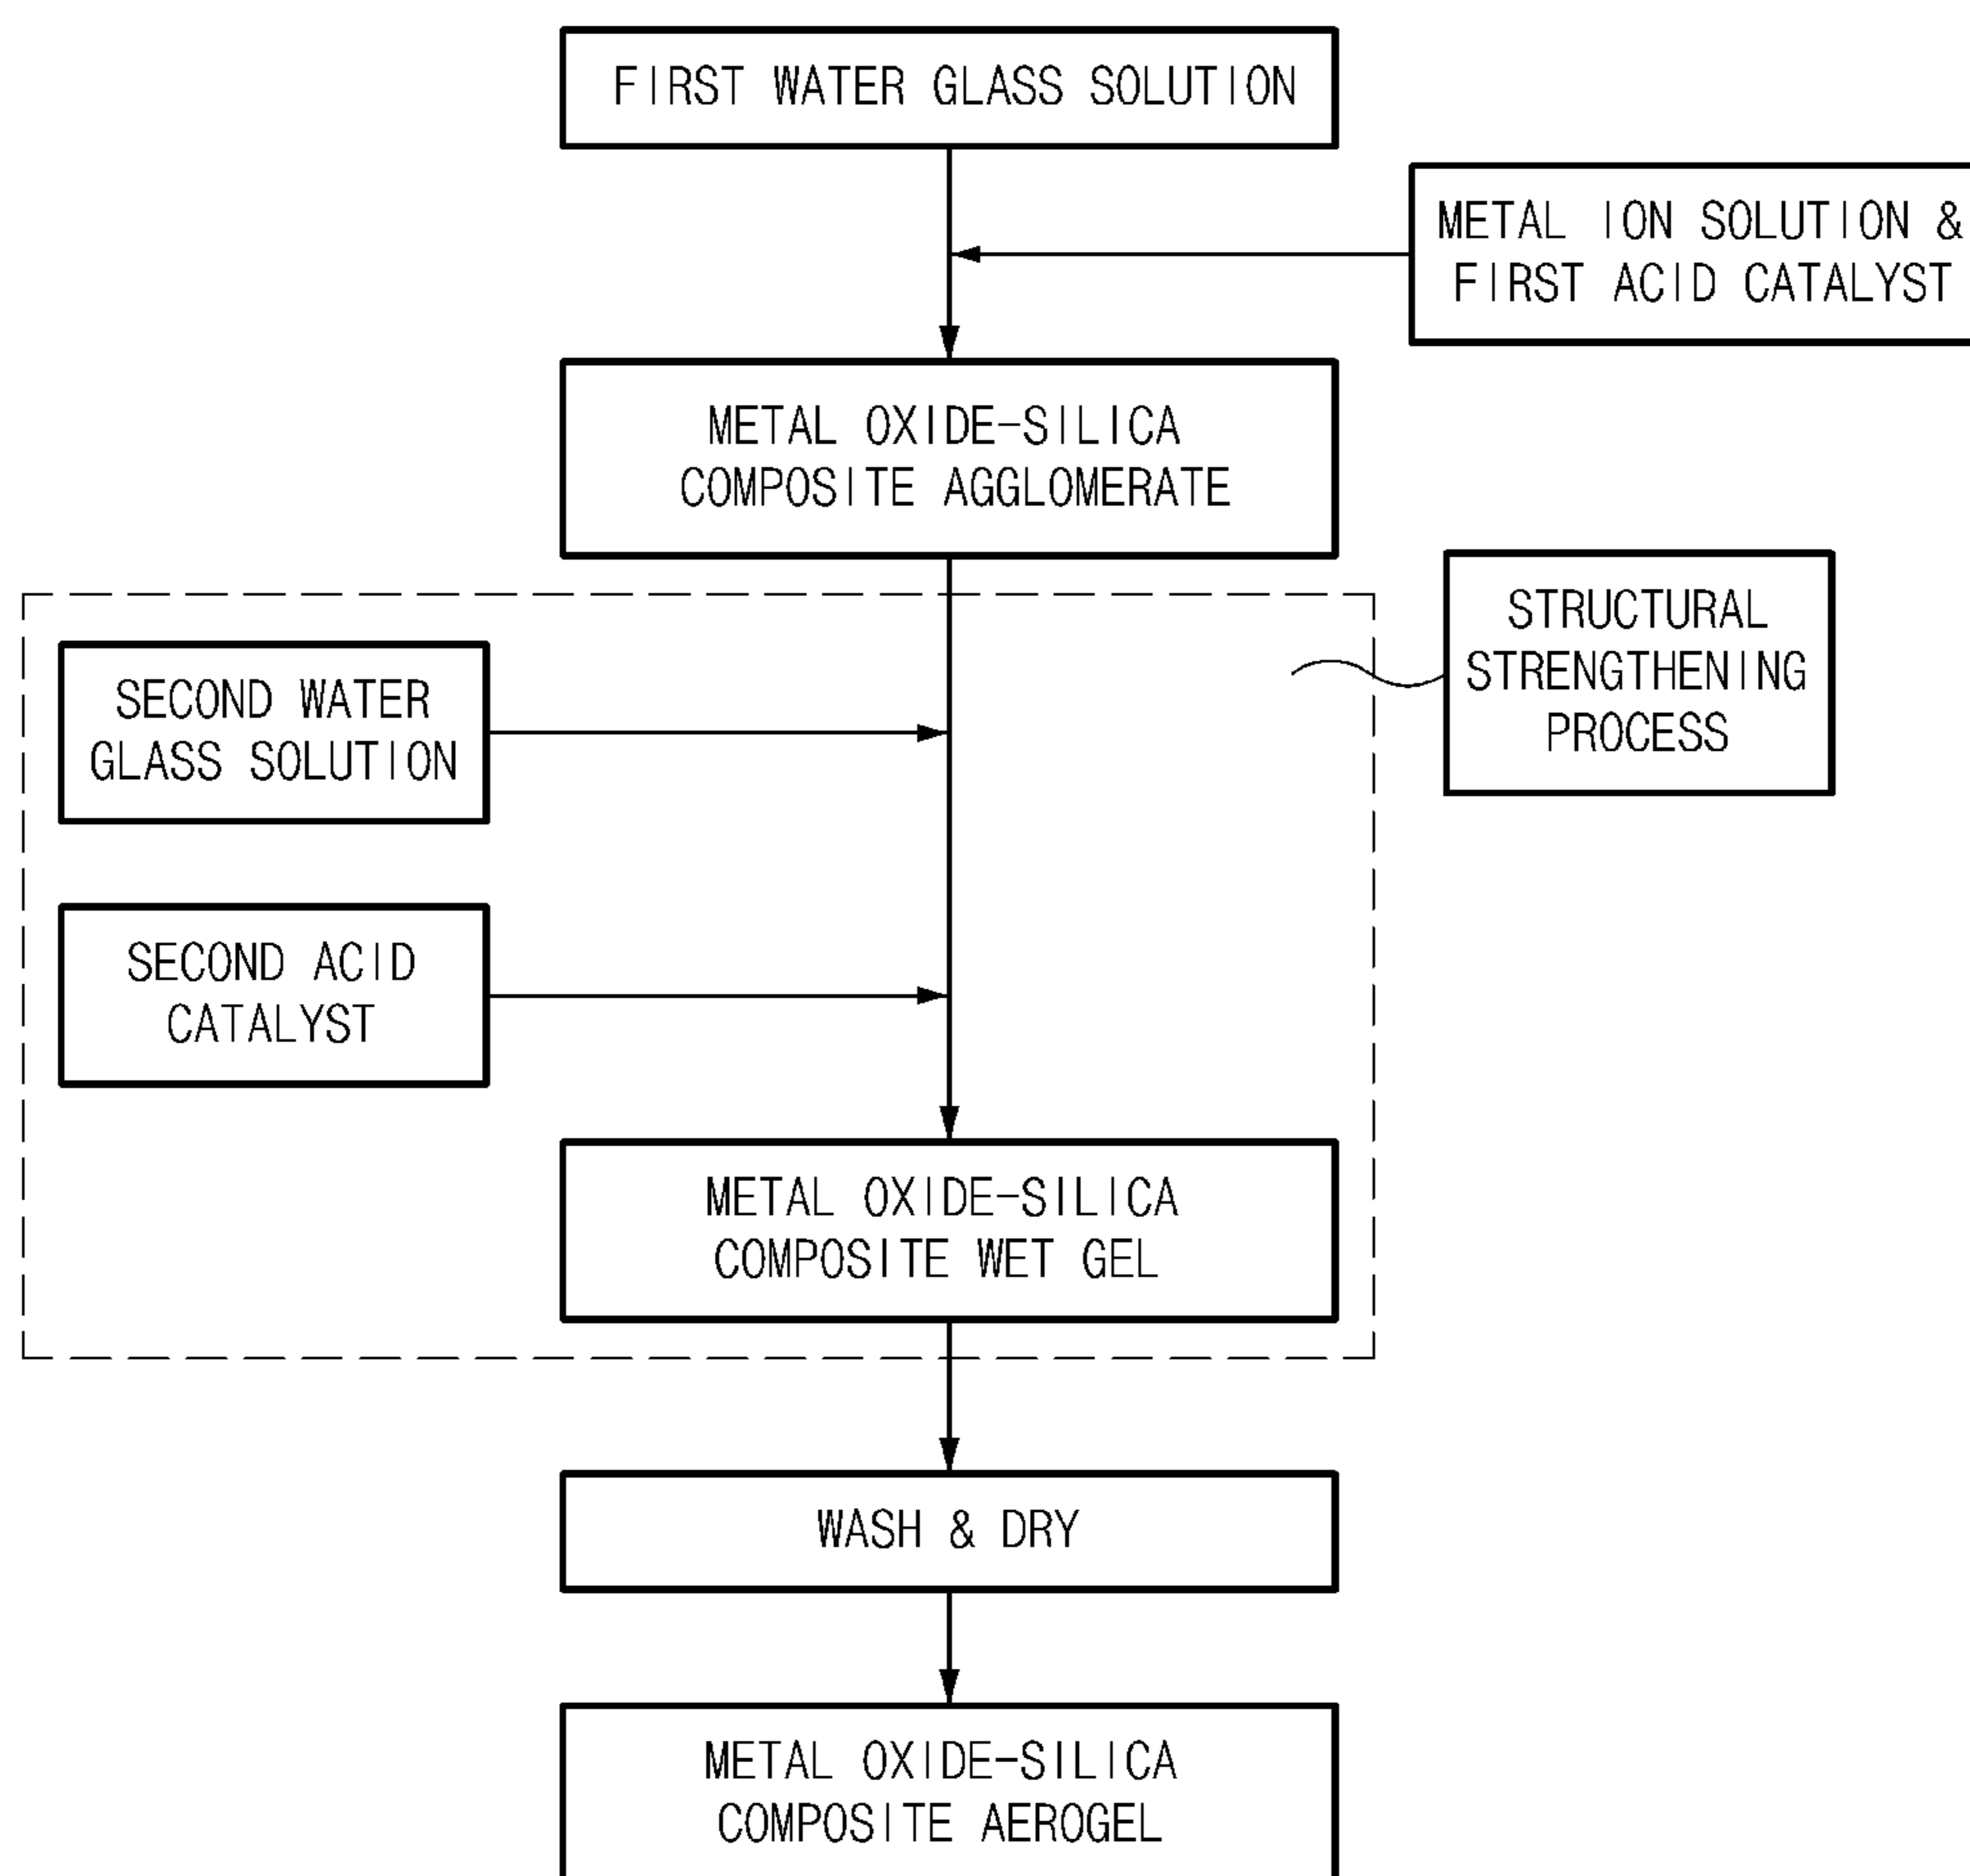 FIRST WATER GLASS SOLUTION
METAL ION SOLUTION &
FIRST ACID CATALYST
METAL OXIDE-SILICA
COMPOSITE AGGLOMERATE
STRUCTURAL
STRENGTHENING
PROCESS
SECOND WATER
GLASS SOLUTION
SECOND ACID
CATALYST
METAL OXIDE-SILICA
COMPOSITE WET GEL
WASH & DRY
METAL OXIDE-SILICA
COMPOSITE AEROGEL